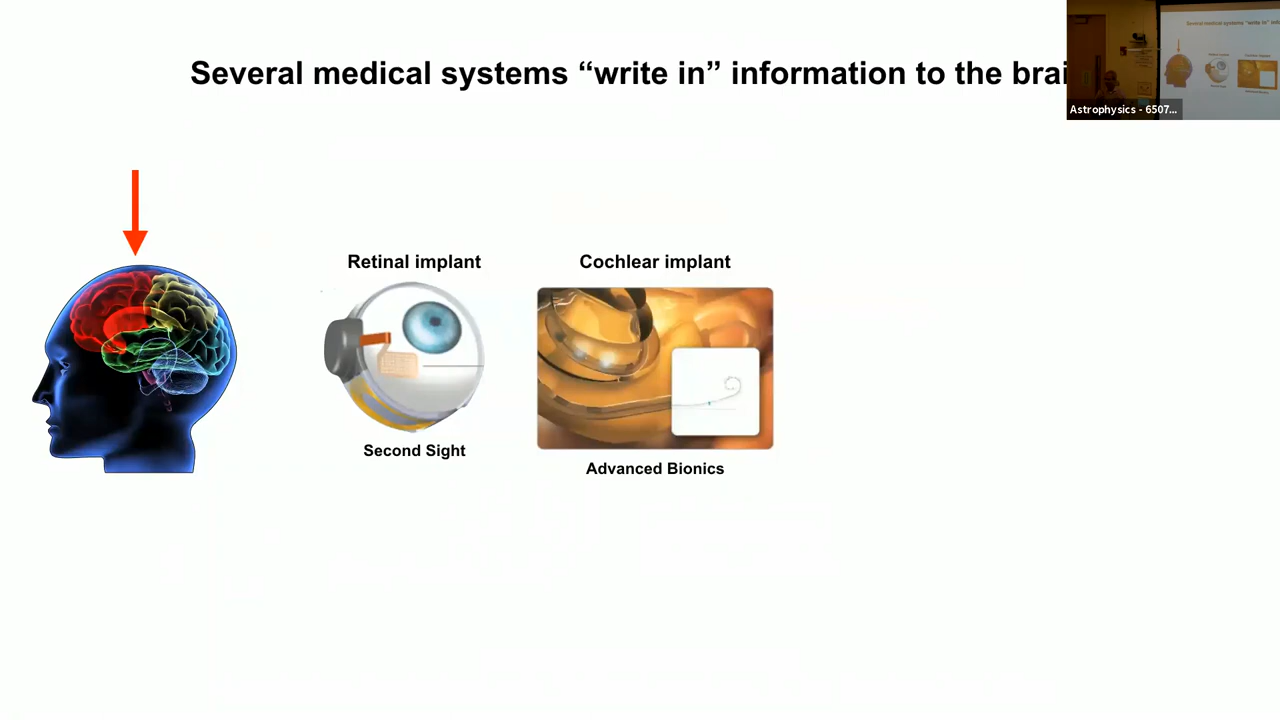 Several medical systems “write in” information to the brai
Astrophysics - 6507...
Retinal implant
Cochlear implant
Second Sight
Advanced Bionics